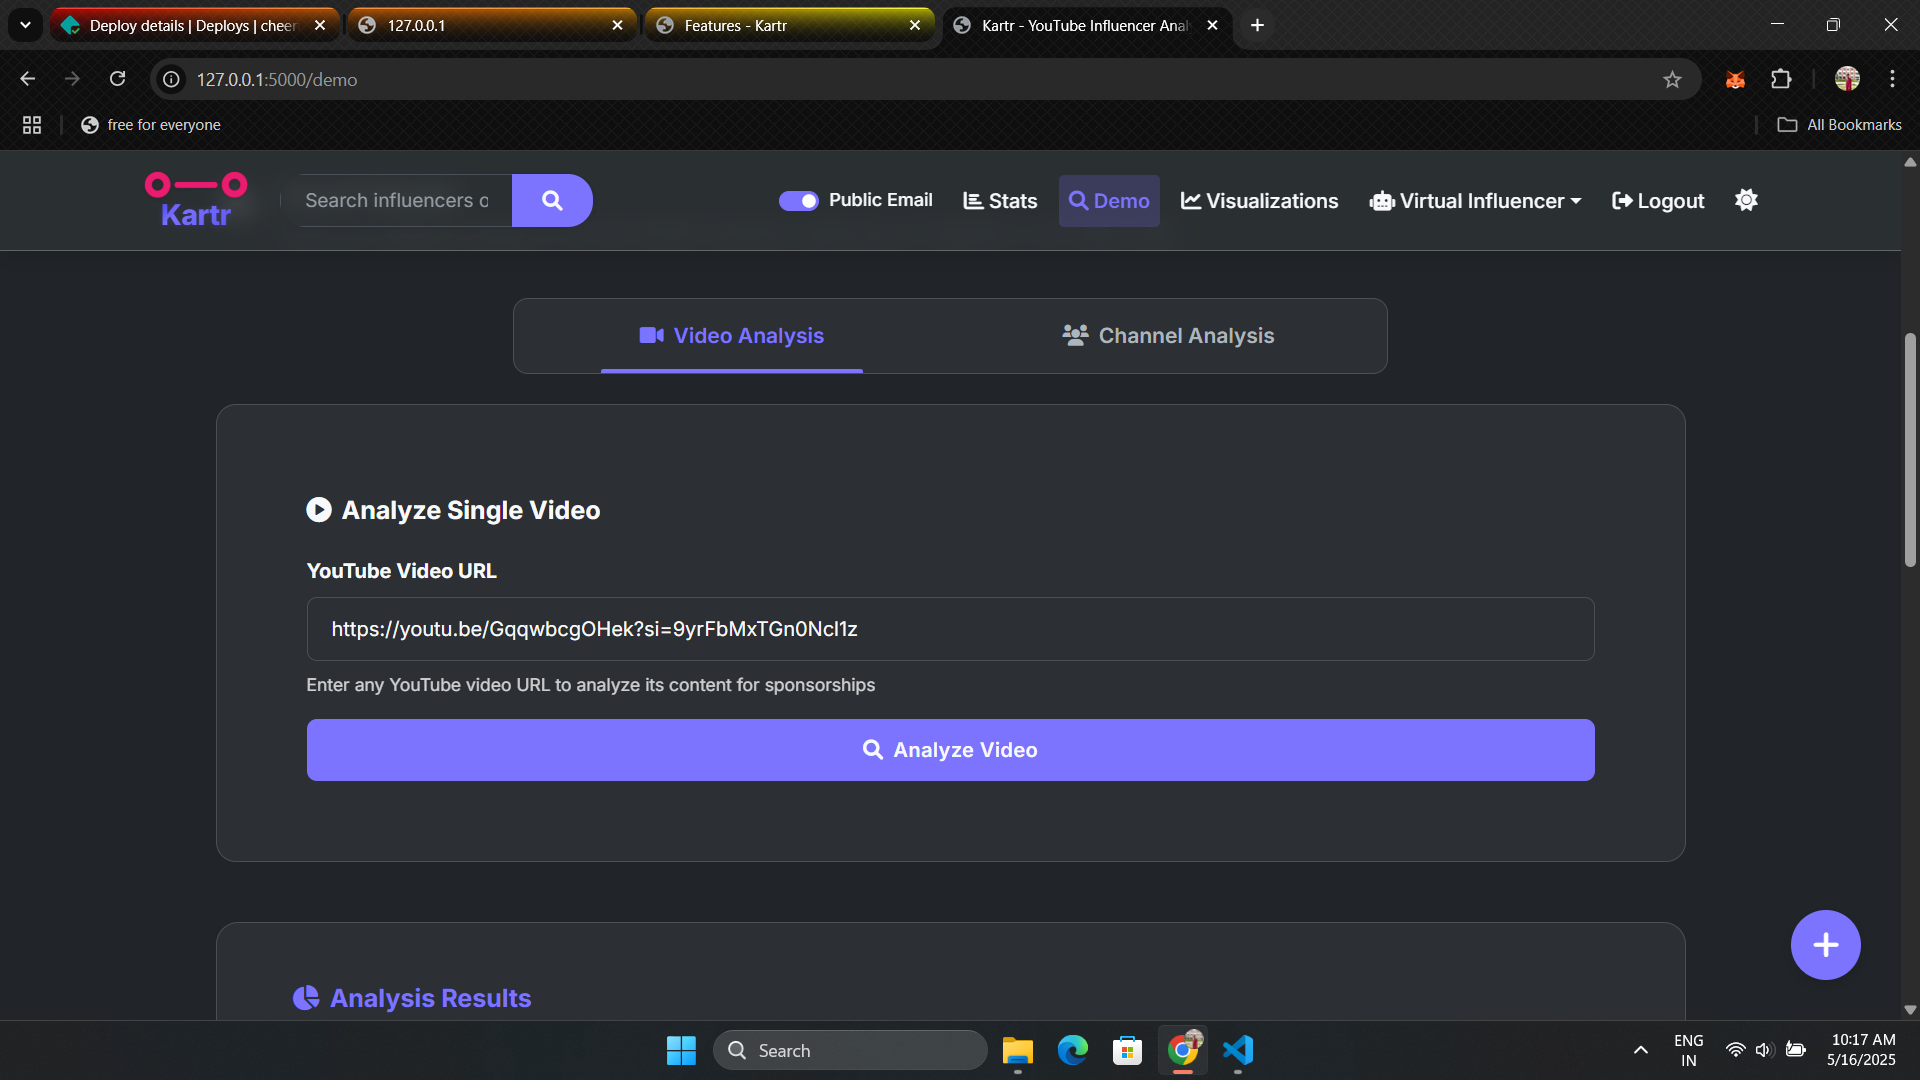 Deploy details | Deploys | cheer
127.0.0.1
Features - Kartr
Kartr - YouTube Influencer Anal
127.0.0.1:5000/demo
free for everyone
All Bookmarks
Kartr
Search influencers o
Public Email
Stats
Demo
Visualizations
Virtual Influencer
Logout
Video Analysis
Channel Analysis
Analyze Single Video
YouTube Video URL
https://youtu.be/GqqwbcgOHek?si=9yrFbMxTGn0Ncl1z
Enter any YouTube video URL to analyze its content for sponsorships
Analyze Video
Analysis Results
Search
ENG
IN
10:17 AM
5/16/2025